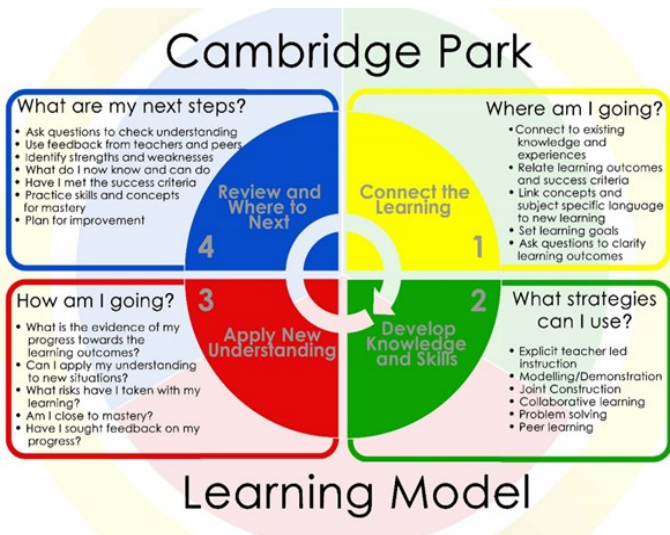 Cambridge Park
What are my next steps?
• Ask questions to check understanding
• Use feedback from teachers and peers
• Identify strengths and weaknesses
• What do I now know and can do
• Have I met the success criteria
• Practice skills and concepts
for mastery
• Plan for improvement
Review and
Where to
Next
4
Where am I going?
• Connect to existing
knowledge and
experiences
• Relate learning outcomes
and success criteria
• Link concepts and
subject specific language
to new learning
• Set learning goals
• Ask questions to clarify
learning outcomes
Connect the
Learning
1
How am I going?
• What is the evidence of my
progress towards the
learning outcomes?
• Can I apply my understanding
to new situations?
• What risks have I taken with my
learning?
• Am I close to mastery?
• Have I sought feedback on my
progress?
3
Apply New
Understanding
2
Develop
Knowledge
and Skills
What strategies
can I use?
• Explicit teacher led
instruction
• Modelling/Demonstration
• Joint Construction
• Collaborative learning
• Problem solving
• Peer learning
Learning Model